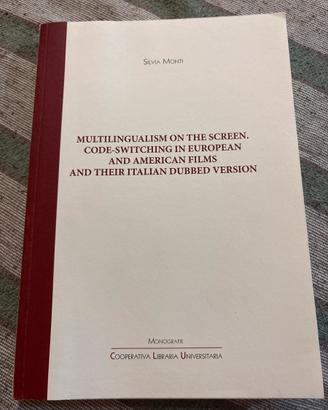 SILVIA MONTI
MULTILINGUALISM ON THE SCREEN.
CODE-SWITCHING IN EUROPEAN
AND AMERICAN FILMS
AND THEIR ITALIAN DUBBED VERSION
MONOGRAFIE
COOPERATIVA LIBRARIA UNIVERSITARIA